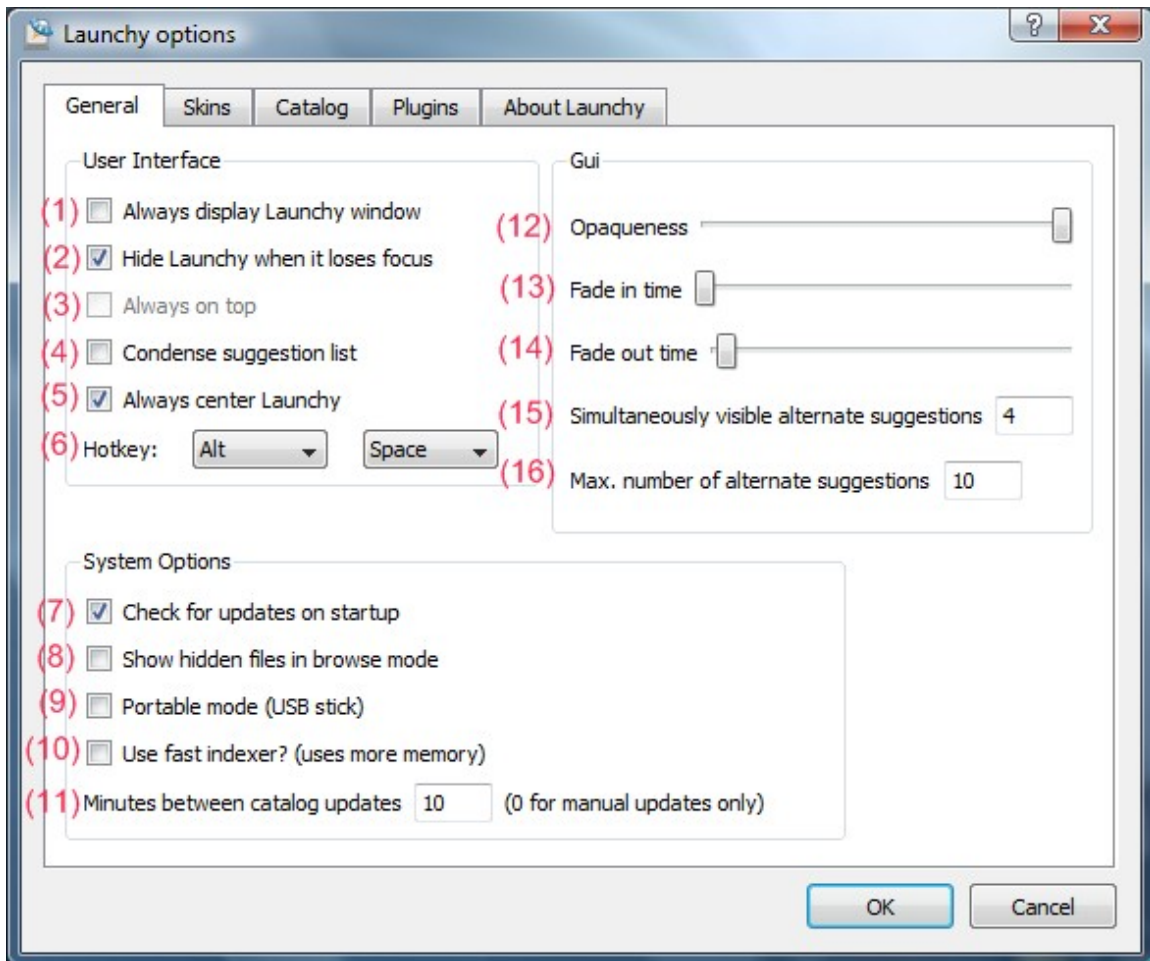 Launchy options
General Skins Catalog Plugins About Launchy
User Interface
(1) Always display Launchy window
(2) Hide Launchy when it loses focus
(3) Always on top
(4) Condense suggestion list
(5) Always center Launchy
(6) Hotkey: Alt Space
Gui
(12) Opaqueness
(13) Fade in time
(14) Fade out time
(15) Simultaneously visible alternate suggestions 4
(16) Max. number of alternate suggestions 10
System Options
(7) Check for updates on startup
(8) Show hidden files in browse mode
(9) Portable mode (USB stick)
(10) Use fast indexer? (uses more memory)
(11) Minutes between catalog updates 10 (0 for manual updates only)
OK Cancel